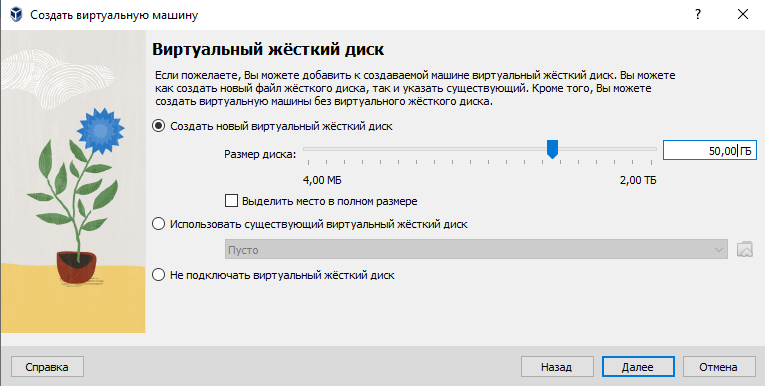 Создать виртуальную машину
? ×
Виртуальный жёсткий диск
Если пожелаете, Вы можете добавить к создаваемой машине виртуальный жёсткий диск. Вы можете
как создать новый файл жёсткого диска, так и указать существующий. Кроме того, Вы можете
создать виртуальную машины без виртуального жёсткого диска.
Создать новый виртуальный жёсткий диск
Размер диска:
50,00 ГБ
4,00 МБ
2,00 ТБ
Выделить место в полном размере
Использовать существующий виртуальный жёсткий диск
Пусто
Не подключать виртуальный жёсткий диск
Справка
Назад
Далее
Отмена